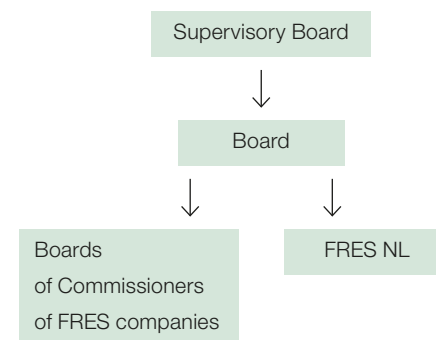 Supervisory Board
Board
Boards
of Commissioners
of FRES companies
FRES NL